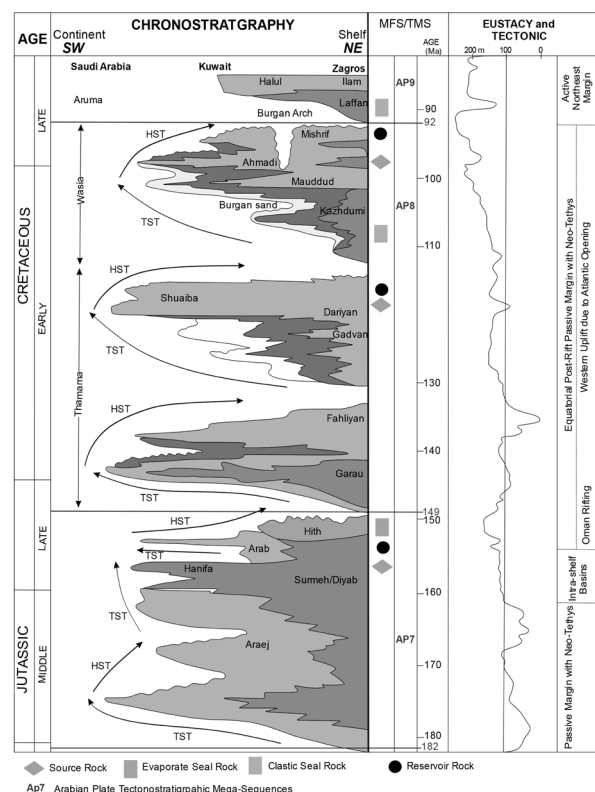 CHRONOSTRATGRAPHY
AGE
Continent
SW
Shelf
NE
MFS/TMS
AGE
(Ma)
EUSTACY and
TECTONIC
200 m
100
0
Saudi Arabia
Kuwait
Zagros
Halul
Ilam
Aruma
Laffan
Burgan Arch
AP9
90
92
Active
Northeast
Margin
LATE
HST
Mishrif
Ahmadi
Mauddud
100
Wasia
Burgan sand
Kazhdumi
AP8
TST
110
CRETACEOUS
EARLY
HST
Shuaiba
Dariyan
Gadvan
TST
130
Thamama
HST
Fahliyan
140
Garau
TST
149
Equatorial Post-Rift Passive Margin with Neo-Tethys
Western Uplift due to Atlantic Opening
Oman Rifting
LATE
HST
Hith
150
Arab
TST
Hanifa
Surmeh/Diyab
160
Intra-shelf
Basins
JUTASSIC
MIDDLE
TST
Araej
AP7
HST
170
TST
180
182
Passive Margin with Neo-Tethys
Source Rock
Evaporate Seal Rock
Clastic Seal Rock
Reservoir Rock
Ap7 Arabian Plate Tectonostratigrpahic Mega-Sequences